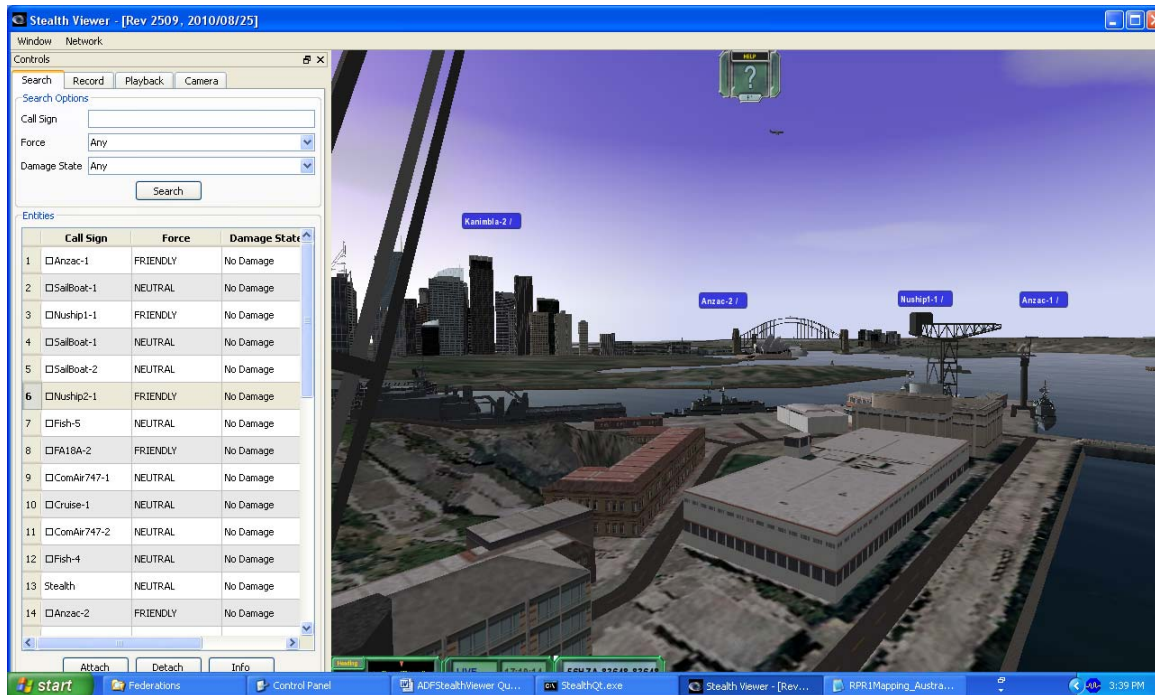 Stealth Viewer - [Rev 2509, 2010/08/25]
Window Network
Controls
Search Record Playback Camera
Search Options
Call Sign
Force Any
Damage State Any
Search
Entities
Call Sign Force Damage State
1 Anzac-1 FRIENDLY No Damage
2 SailBoat-1 NEUTRAL No Damage
3 Nuship1-1 FRIENDLY No Damage
4 SailBoat-1 NEUTRAL No Damage
5 SailBoat-2 NEUTRAL No Damage
6 Nuship2-1 FRIENDLY No Damage
7 Fish-5 NEUTRAL No Damage
8 FA18A-2 FRIENDLY No Damage
9 ComAir747-1 NEUTRAL No Damage
10 Cruise-1 NEUTRAL No Damage
11 ComAir747-2 NEUTRAL No Damage
12 Fish-4 NEUTRAL No Damage
13 Stealth NEUTRAL No Damage
14 Anzac-2 FRIENDLY No Damage
Attach Detach Info
HELP
?
Kanimbla-2 /
Anzac-2 /
Nuship1-1 /
Anzac-1 /
Heading
LIVE
start Federations Control Panel ADFStealthViewer Qu... StealthQt.exe Stealth Viewer - [Rev... RPR1Mapping_Austra... 3:39 PM